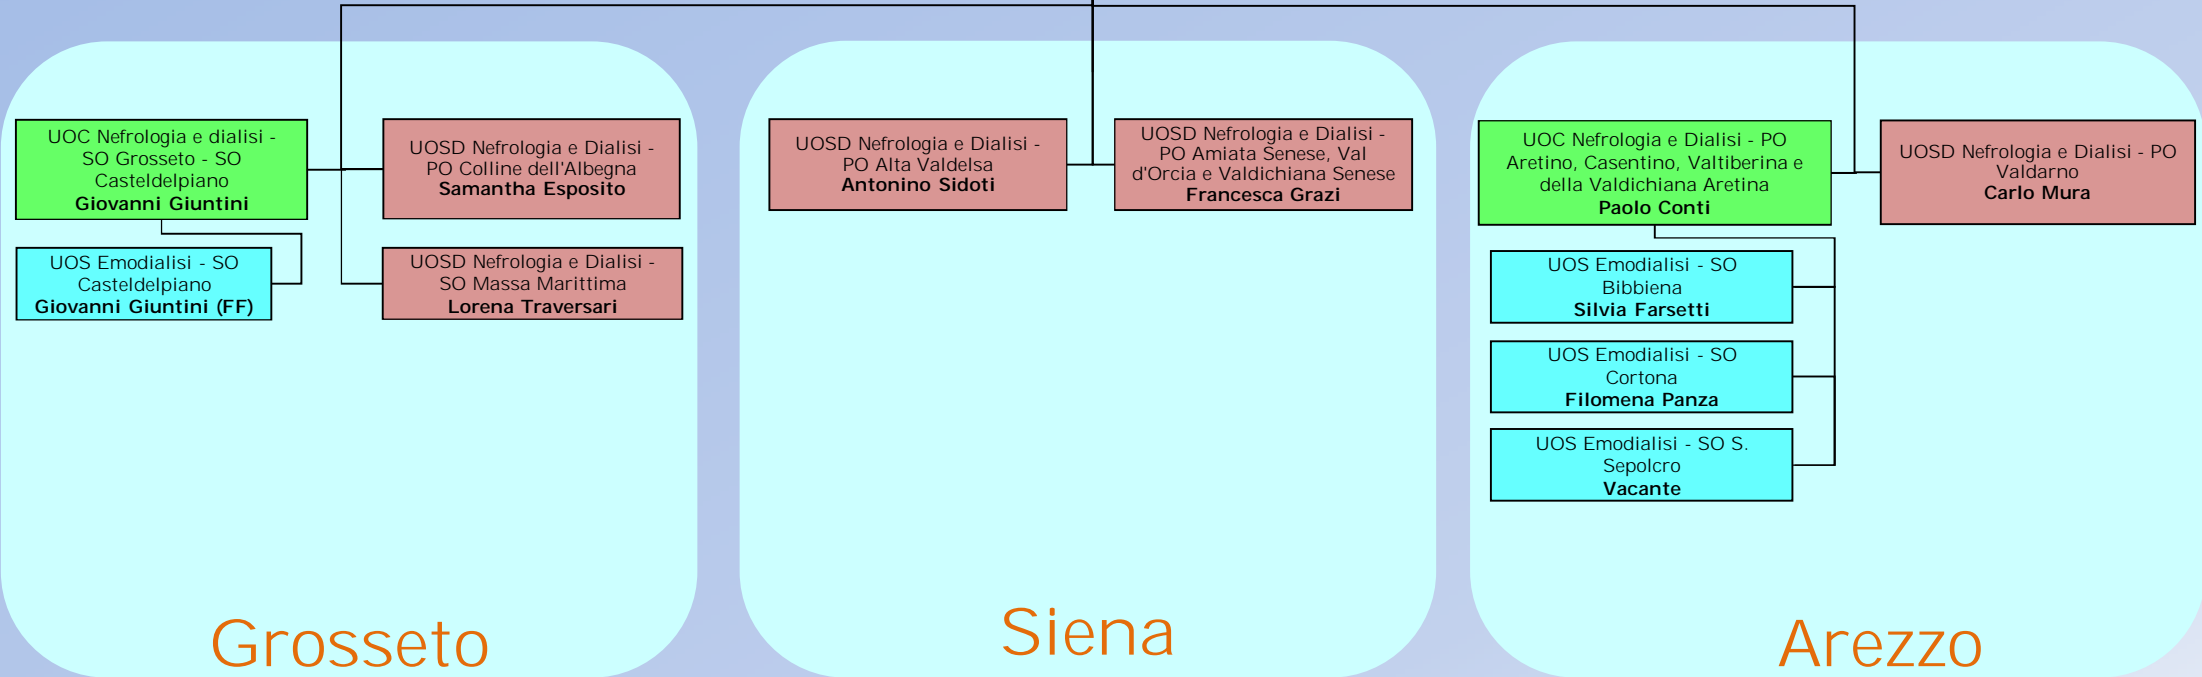 UOC Nefrologia e dialisi -
SO Grosseto - SO
Casteldelpiano
Giovanni Giuntini
UOSD Nefrologia e Dialisi -
PO Colline dell'Albegna
Samantha Esposito
UOS Emodialisi - SO
Casteldelpiano
Giovanni Giuntini (FF)
UOSD Nefrologia e Dialisi -
SO Massa Marittima
Lorena Traversari
Grosseto
UOSD Nefrologia e Dialisi -
PO Alta Valdelsa
Antonino Sidoti
UOSD Nefrologia e Dialisi -
PO Amiata Senese, Val
d'Orcia e Valdichiana Senese
Francesca Grazi
Siena
UOC Nefrologia e Dialisi - PO
Aretino, Casentino, Valtiberina e
della Valdichiana Aretina
Paolo Conti
UOSD Nefrologia e Dialisi - PO
Valdarno
Carlo Mura
UOS Emodialisi - SO
Bibbiena
Silvia Farsetti
UOS Emodialisi - SO
Cortona
Filomena Panza
UOS Emodialisi - SO S.
Sepolcro
Vacante
Arezzo